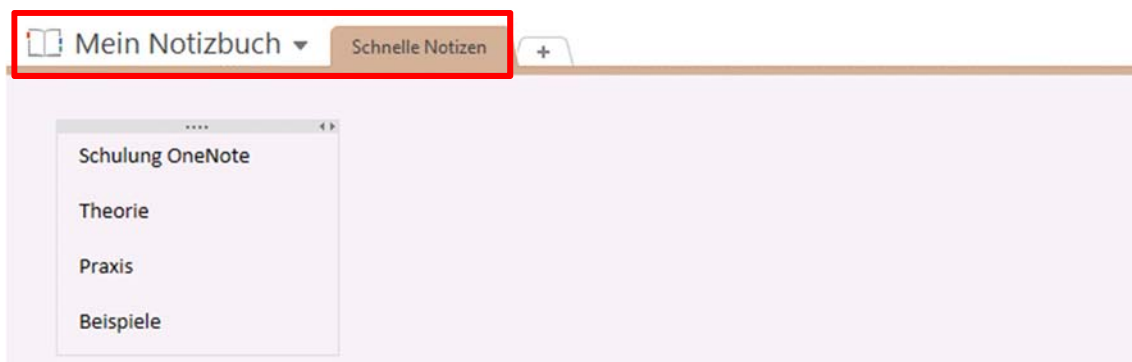 Mein Notizbuch
Schnelle Notizen
+
Schulung OneNote
Theorie
Praxis
Beispiele